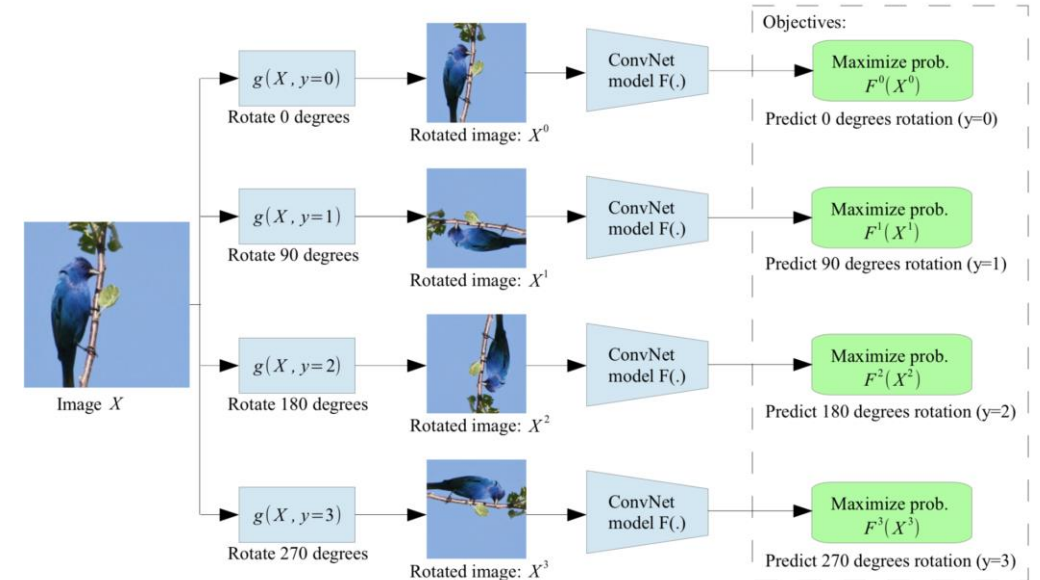 Objectives:
g(X, y=0)
Rotate 0 degrees
Rotated image: X⁰
ConvNet
model F(.)
Maximize prob.
F⁰(X⁰)
Predict 0 degrees rotation (y=0)
g(X, y=1)
Rotate 90 degrees
Rotated image: X¹
ConvNet
model F(.)
Maximize prob.
F¹(X¹)
Predict 90 degrees rotation (y=1)
Image X
g(X, y=2)
Rotate 180 degrees
Rotated image: X²
ConvNet
model F(.)
Maximize prob.
F²(X²)
Predict 180 degrees rotation (y=2)
g(X, y=3)
Rotate 270 degrees
Rotated image: X³
ConvNet
model F(.)
Maximize prob.
F³(X³)
Predict 270 degrees rotation (y=3)